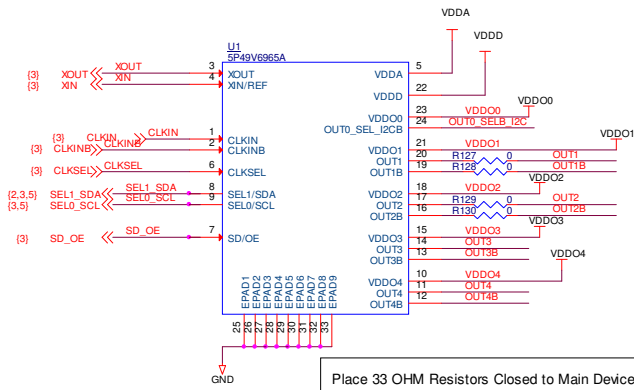 VDDA
VDDD
U1
5P49V6965A
{3} XOUT XOUT 3 XOUT
{3} XIN XIN 4 XIN/REF
5 VDDA
22 VDDD
23 VDDO0 VDDO0 VDDO0
24 OUT0_SEL_I2CB OUT0_SELB_I2C
{3} CLKIN CLKIN 1 CLKIN
{3} CLKINB CLKINB 2 CLKINB
{3} CLKSEL CLKSEL 6 CLKSEL
VDDO1 21 VDDO1 VDDO1
OUT1 20 R127 0 OUT1
OUT1B 19 R128 0 OUT1B
{2,3,5} SEL1_SDA SEL1_SDA 8 SEL1/SDA
{3,5} SEL0_SCL SEL0_SCL 9 SEL0/SCL
VDDO2 18 VDDO2 VDDO2
OUT2 17 R129 0 OUT2
OUT2B 16 R130 0 OUT2B
{3} SD_OE SD_OE 7 SD/OE
VDDO3 15 VDDO3 VDDO3
OUT3 14 OUT3
OUT3B 13 OUT3B
VDDO4 10 VDDO4 VDDO4
OUT4 11 OUT4
OUT4B 12 OUT4B
EPAD1 EPAD2 EPAD3 EPAD4 EPAD5 EPAD6 EPAD7 EPAD8 EPAD9
25 26 27 28 29 30 31 32 33
GND
Place 33 OHM Resistors Closed to Main Device